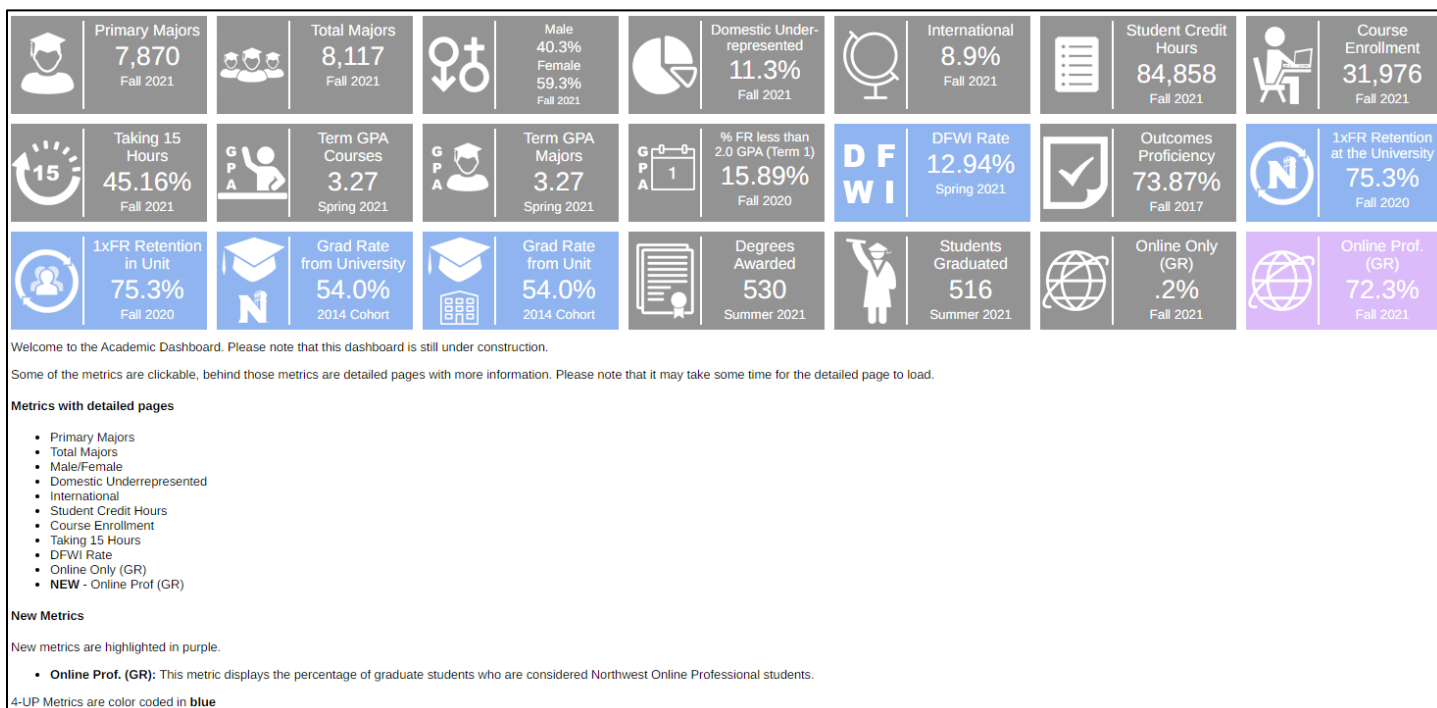 Primary Majors
7,870
Fall 2021
Total Majors
8,117
Fall 2021
Male
40.3%
Female
59.3%
Fall 2021
Domestic Under-
represented
11.3%
Fall 2021
International
8.9%
Fall 2021
Student Credit
Hours
84,858
Fall 2021
Course
Enrollment
31,976
Fall 2021
15
Taking 15
Hours
45.16%
Fall 2021
G
P
A
Term GPA
Courses
3.27
Spring 2021
G
P
A
Term GPA
Majors
3.27
Spring 2021
G
P
A
1
% FR less than
2.0 GPA (Term 1)
15.89%
Fall 2020
D F
W I
DFWI Rate
12.94%
Spring 2021
Outcomes
Proficiency
73.87%
Fall 2017
N
1xFR Retention
at the University
75.3%
Fall 2020
1xFR Retention
in Unit
75.3%
Fall 2020
N
Grad Rate
from University
54.0%
2014 Cohort
Grad Rate
from Unit
54.0%
2014 Cohort
Degrees
Awarded
530
Summer 2021
Students
Graduated
516
Summer 2021
Online Only
(GR)
.2%
Fall 2021
Online Prof.
(GR)
72.3%
Fall 2021
Welcome to the Academic Dashboard. Please note that this dashboard is still under construction.
Some of the metrics are clickable, behind those metrics are detailed pages with more information. Please note that it may take some time for the detailed page to load.
Metrics with detailed pages
• Primary Majors
• Total Majors
• Male/Female
• Domestic Underrepresented
• International
• Student Credit Hours
• Course Enrollment
• Taking 15 Hours
• DFWI Rate
• Online Only (GR)
• NEW - Online Prof (GR)
New Metrics
New metrics are highlighted in purple.
• Online Prof. (GR): This metric displays the percentage of graduate students who are considered Northwest Online Professional students.
4-UP Metrics are color coded in blue